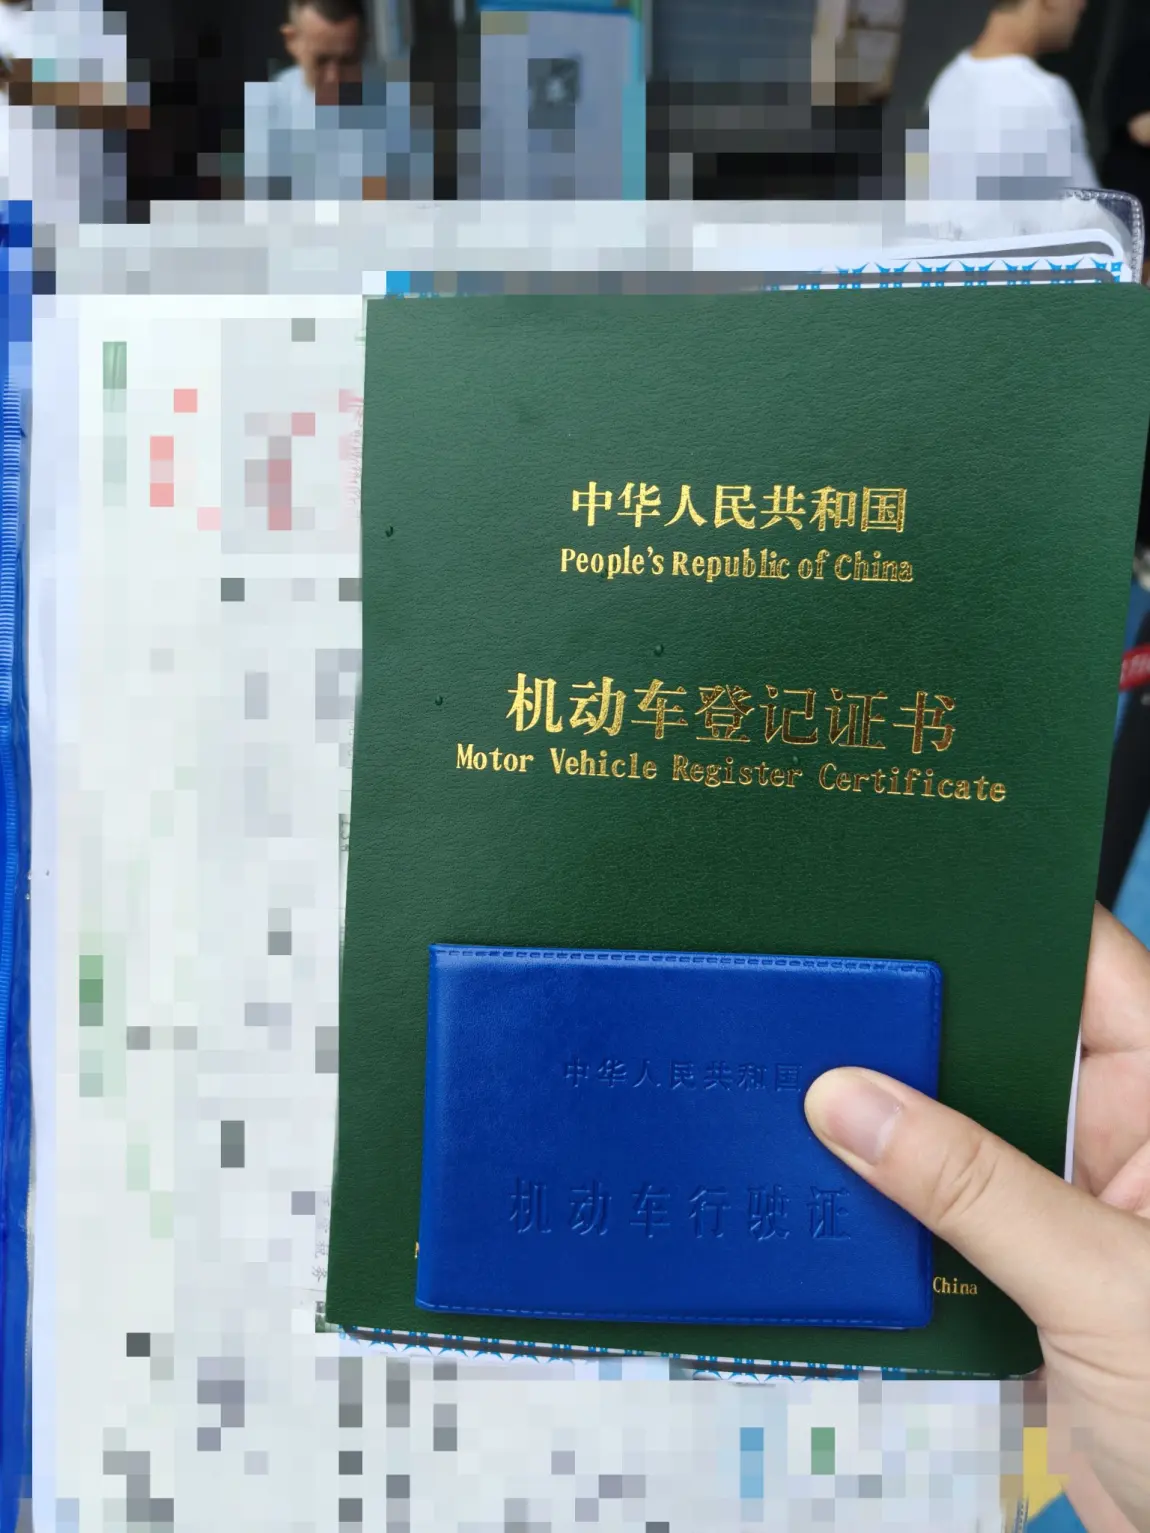 中华人民共和国
People's Republic of China
机动车登记证书
Motor Vehicle Register Certificate
中华人民共和国
机动车行驶证
China